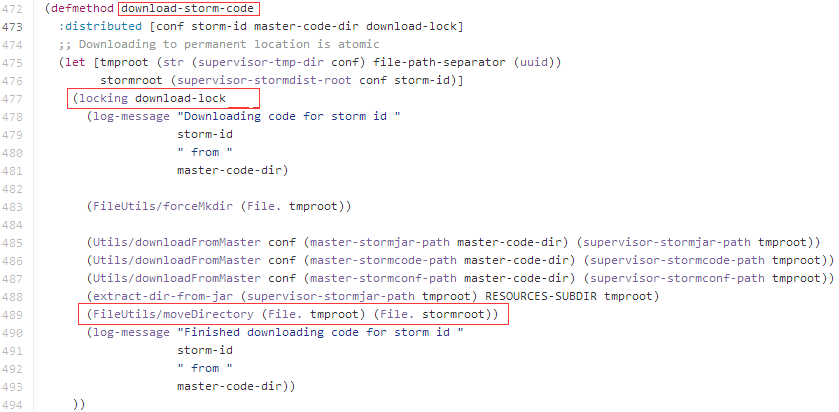 472 (defmethod download-storm-code
473 :distributed [conf storm-id master-code-dir download-lock]
474 ;; Downloading to permanent location is atomic
475 (let [tmproot (str (supervisor-tmp-dir conf) file-path-separator (uuid))
476 stormroot (supervisor-stormdist-root conf storm-id)]
477 (locking download-lock
478 (log-message "Downloading code for storm id "
479 storm-id
480 " from "
481 master-code-dir)
482
483 (FileUtils/forceMkdir (File. tmproot))
484
485 (Utils/downloadFromMaster conf (master-stormjar-path master-code-dir) (supervisor-stormjar-path tmproot))
486 (Utils/downloadFromMaster conf (master-stormcode-path master-code-dir) (supervisor-stormcode-path tmproot))
487 (Utils/downloadFromMaster conf (master-stormconf-path master-code-dir) (supervisor-stormconf-path tmproot))
488 (extract-dir-from-jar (supervisor-stormjar-path tmproot) RESOURCES-SUBDIR tmproot)
489 (FileUtils/moveDirectory (File. tmproot) (File. stormroot))
490 (log-message "Finished downloading code for storm id "
491 storm-id
492 " from "
493 master-code-dir))
494 ))